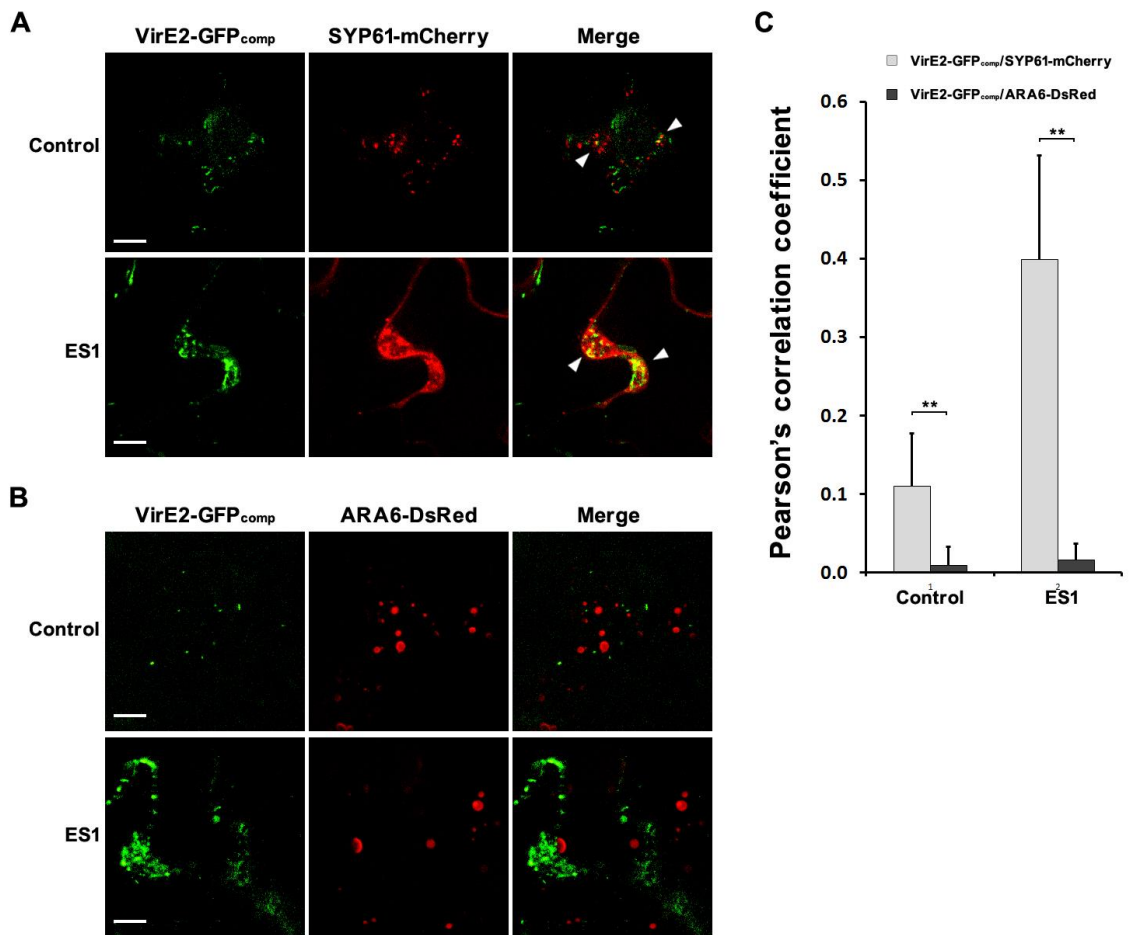 A
VirE2-GFPcomp SYP61-mCherry Merge
Control
ES1
B
VirE2-GFPcomp ARA6-DsRed Merge
Control
ES1
C
VirE2-GFPcomp/SYP61-mCherry
VirE2-GFPcomp/ARA6-DsRed
Pearson's correlation coefficient
0.6
0.5
0.4
0.3
0.2
0.1
0.0
**
**
1 2
Control ES1